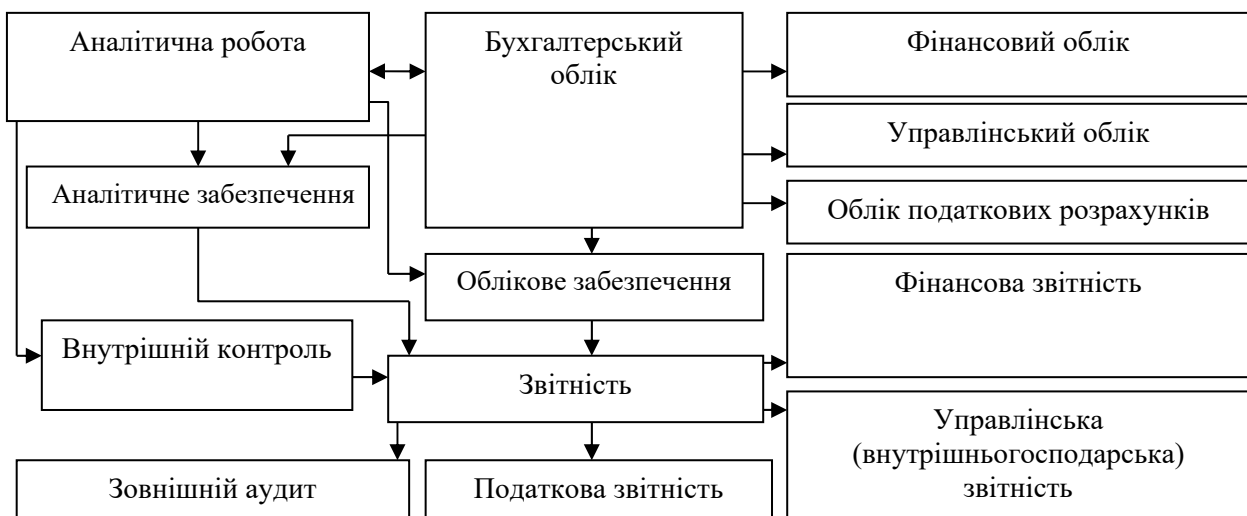 Аналітична робота
Бухгалтерський
облік
Фінансовий облік
Управлінський облік
Аналітичне забезпечення
Облік податкових розрахунків
Облікове забезпечення
Фінансова звітність
Внутрішній контроль
Звітність
Управлінська
(внутрішньогосподарська)
звітність
Зовнішній аудит
Податкова звітність